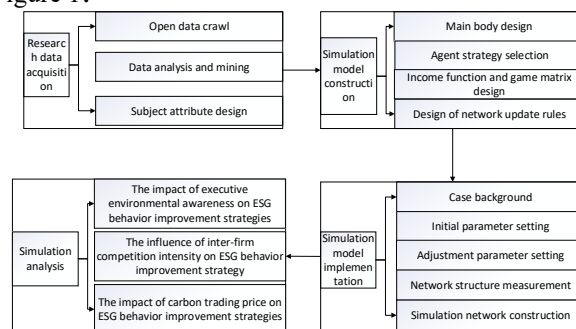 Figure 1.
Researc
h data
acquisiti
on
Open data crawl
Data analysis and mining
Subject attribute design
Simulation
model
constructi
on
Main body design
Agent strategy selection
Income function and game matrix
design
Design of network update rules
Simulation
analysis
The impact of executive
environmental awareness on ESG
behavior improvement strategies
The influence of inter-firm
competition intensity on ESG behavior
improvement strategy
The impact of carbon trading price on
ESG behavior improvement strategies
Simulation
model
implemen
tation
Case background
Initial parameter setting
Adjustment parameter setting
Network structure measurement
Simulation network construction